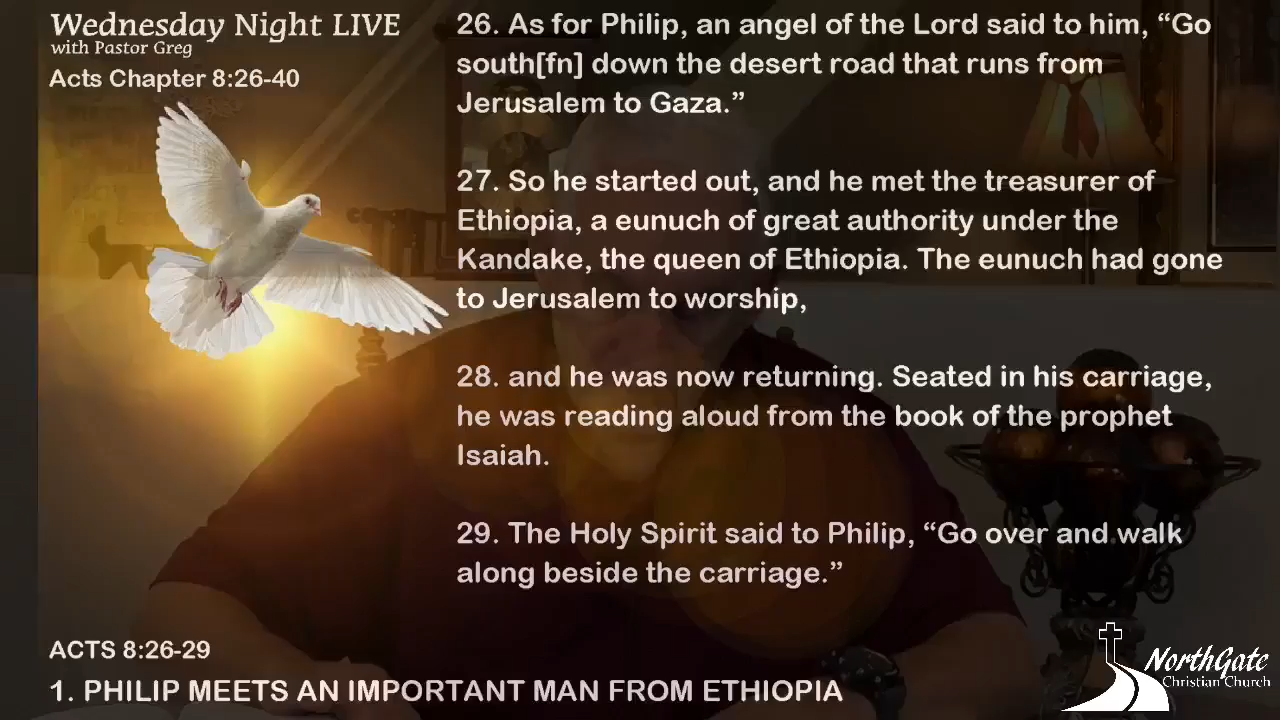 Wednesday Night LIVE
with Pastor Greg
Acts Chapter 8:26-40
26. As for Philip, an angel of the Lord said to him, “Go
south[fn] down the desert road that runs from
Jerusalem to Gaza.”
27. So he started out, and he met the treasurer of
Ethiopia, a eunuch of great authority under the
Kandake, the queen of Ethiopia. The eunuch had gone
to Jerusalem to worship,
28. and he was now returning. Seated in his carriage,
he was reading aloud from the book of the prophet
Isaiah.
29. The Holy Spirit said to Philip, “Go over and walk
along beside the carriage.”
ACTS 8:26-29
1. PHILIP MEETS AN IMPORTANT MAN FROM ETHIOPIA
NorthGate
Christian Church